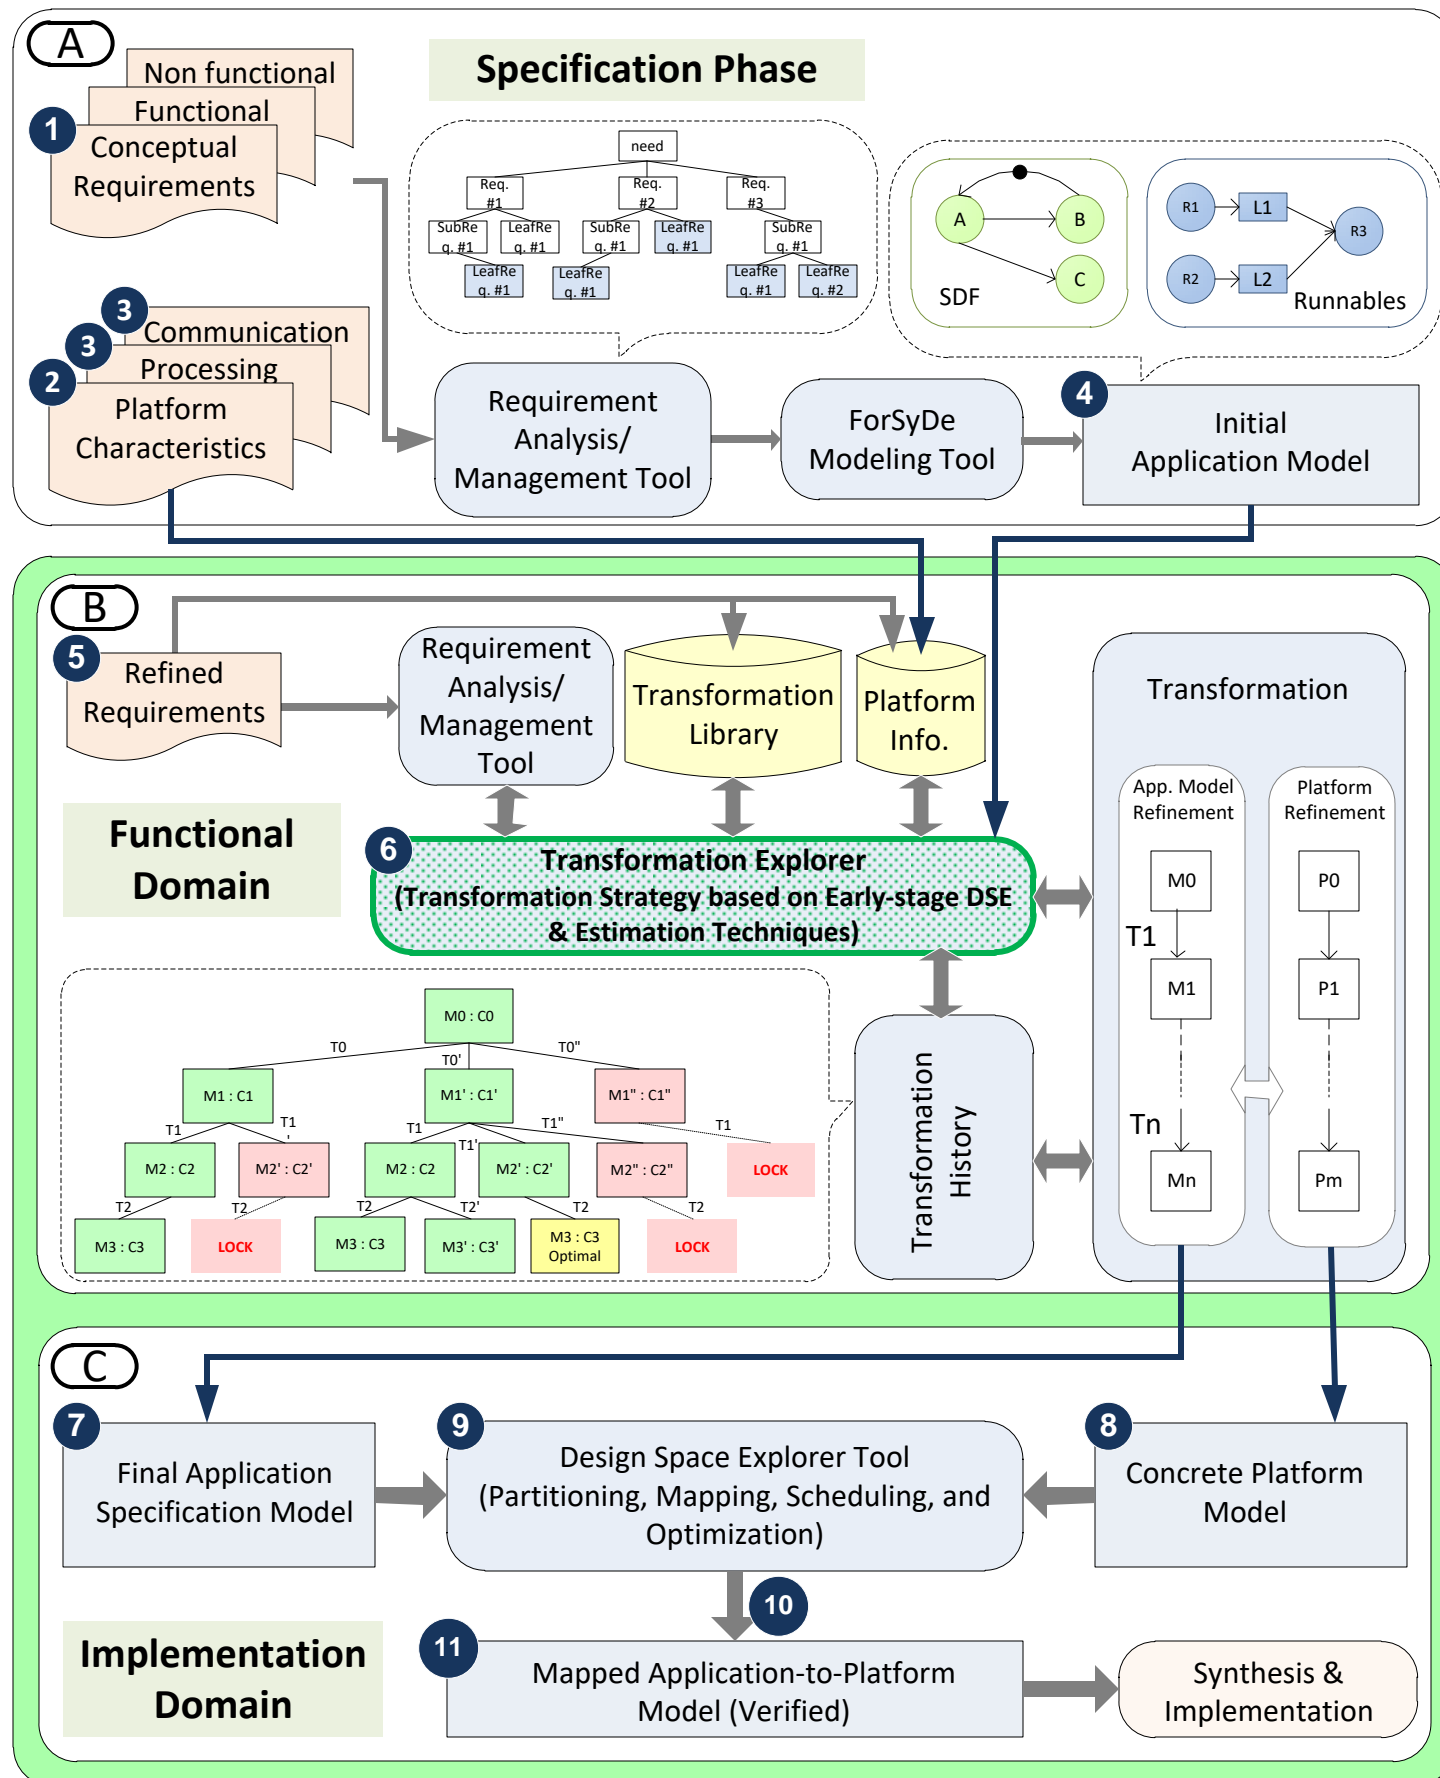 A
Non functional
Functional
1
Conceptual
Requirements
Specification Phase
need
Req.
#1
Req.
#2
Req.
#3
SubRe
q. #1
LeafRe
q. #1
SubRe
q. #1
LeafRe
q. #1
SubRe
q. #1
LeafRe
q. #1
LeafRe
q. #1
LeafRe
q. #1
LeafRe
q. #2
A
B
C
SDF
R1
L1
R2
L2
R3
Runnables
3
Communication
3
Processing
2
Platform
Characteristics
Requirement
Analysis/
Management Tool
ForSyDe
Modeling Tool
4
Initial
Application Model
B
5
Refined
Requirements
Requirement
Analysis/
Management
Tool
Transformation
Library
Platform
Info.
Transformation
App. Model
Refinement
Platform
Refinement
M0
P0
T1
M1
P1
Tn
Mn
Pm
Functional
Domain
6
Transformation Explorer
(Transformation Strategy based on Early-stage DSE
& Estimation Techniques)
M0 : C0
T0
T0'
T0"
M1 : C1
M1' : C1'
M1" : C1"
T1
T1
'
T1
T1'
T1"
T1
M2 : C2
M2' : C2'
M2 : C2
M2' : C2'
M2" : C2"
LOCK
T2
T2
T2
T2'
T2
T2
M3 : C3
LOCK
M3 : C3
M3' : C3'
M3 : C3
Optimal
LOCK
Transformation
History
C
7
Final Application
Specification Model
9
Design Space Explorer Tool
(Partitioning, Mapping, Scheduling, and
Optimization)
8
Concrete Platform
Model
10
Implementation
Domain
11
Mapped Application-to-Platform
Model (Verified)
Synthesis &
Implementation